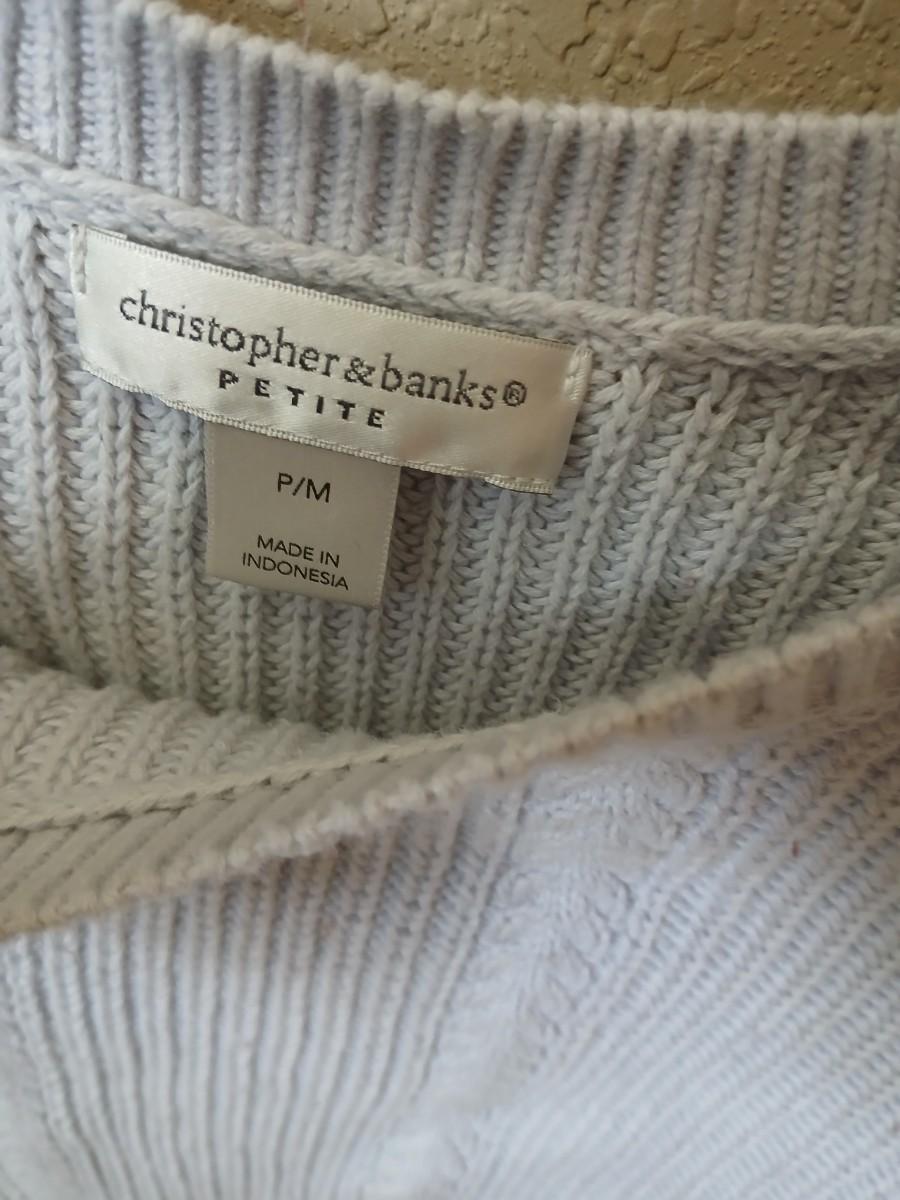 christopher&banks®
PETITE
P/M
MADE IN
INDONESIA